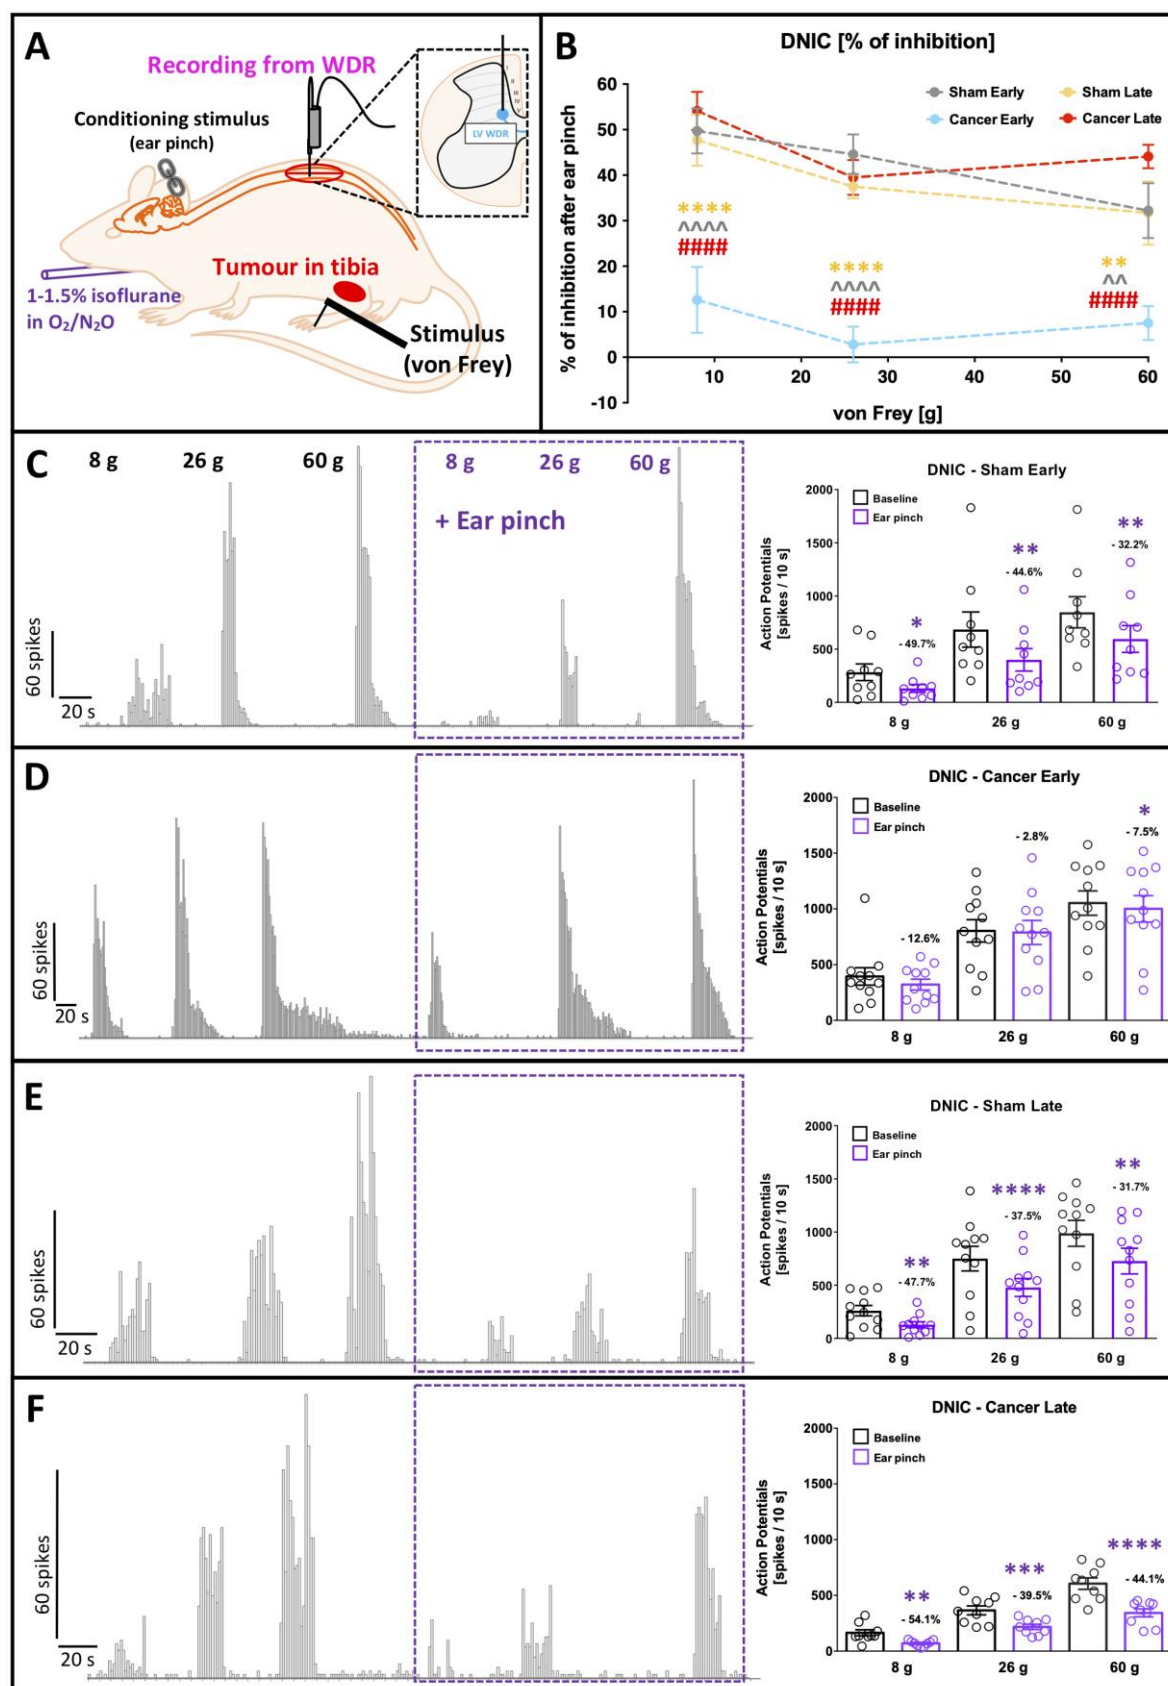 A
Recording from WDR
Conditioning stimulus
(ear pinch)
I
II
III
IV
V
LV WDR
Tumour in tibia
1-1.5% isoflurane
in O₂/N₂O
Stimulus
(von Frey)
B
DNIC [% of inhibition]
Sham Early
Sham Late
Cancer Early
Cancer Late
% of inhibition after ear pinch
60
50
40
30
20
10
0
-10
****
^^^^
####
****
^^^^
####
**
^^
####
10
20
30
40
50
60
von Frey [g]
C
8 g
26 g
60 g
8 g
26 g
60 g
+ Ear pinch
60 spikes
20 s
DNIC - Sham Early
Baseline
Ear pinch
Action Potentials
[spikes / 10 s]
2000
1500
1000
500
0
*
- 49.7%
**
- 44.6%
**
- 32.2%
8 g
26 g
60 g
D
60 spikes
20 s
DNIC - Cancer Early
Baseline
Ear pinch
Action Potentials
[spikes / 10 s]
2000
1500
1000
500
0
- 12.6%
- 2.8%
*
- 7.5%
8 g
26 g
60 g
E
60 spikes
20 s
DNIC - Sham Late
Baseline
Ear pinch
Action Potentials
[spikes / 10 s]
2000
1500
1000
500
0
**
- 47.7%
****
- 37.5%
**
- 31.7%
8 g
26 g
60 g
F
60 spikes
20 s
DNIC - Cancer Late
Baseline
Ear pinch
Action Potentials
[spikes / 10 s]
2000
1500
1000
500
0
**
- 54.1%
***
- 39.5%
****
- 44.1%
8 g
26 g
60 g